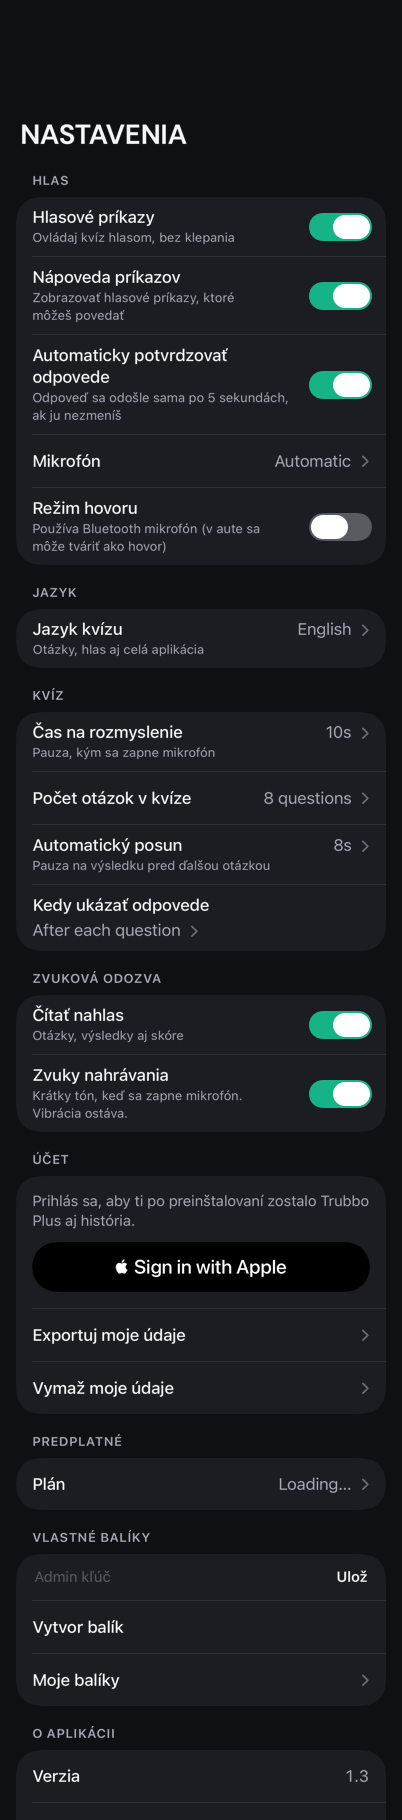 NASTAVENIA
HLAS
Hlasové príkazy
Ovládaj kvíz hlasom, bez klepania
Nápoveda príkazov
Zobrazovať hlasové príkazy, ktoré
môžeš povedať
Automaticky potvrdzovať
odpovede
Odpoveď sa odošle sama po 5 sekundách,
ak ju nezmeníš
Mikrofón Automatic
Režim hovoru
Používa Bluetooth mikrofón (v aute sa
môže tváriť ako hovor)
JAZYK
Jazyk kvízu English
Otázky, hlas aj celá aplikácia
KVÍZ
Čas na rozmyslenie 10s
Pauza, kým sa zapne mikrofón
Počet otázok v kvíze 8 questions
Automatický posun 8s
Pauza na výsledku pred ďalšou otázkou
Kedy ukázať odpovede
After each question
ZVUKOVÁ ODOZVA
Čítať nahlas
Otázky, výsledky aj skóre
Zvuky nahrávania
Krátky tón, keď sa zapne mikrofón.
Vibrácia ostáva.
ÚČET
Prihlás sa, aby ti po preinštalovaní zostalo Trubbo
Plus aj história.
Sign in with Apple
Exportuj moje údaje
Vymaž moje údaje
PREDPLATNÉ
Plán Loading...
VLASTNÉ BALÍKY
Admin kľúč Ulož
Vytvor balík
Moje balíky
O APLIKÁCII
Verzia 1.3